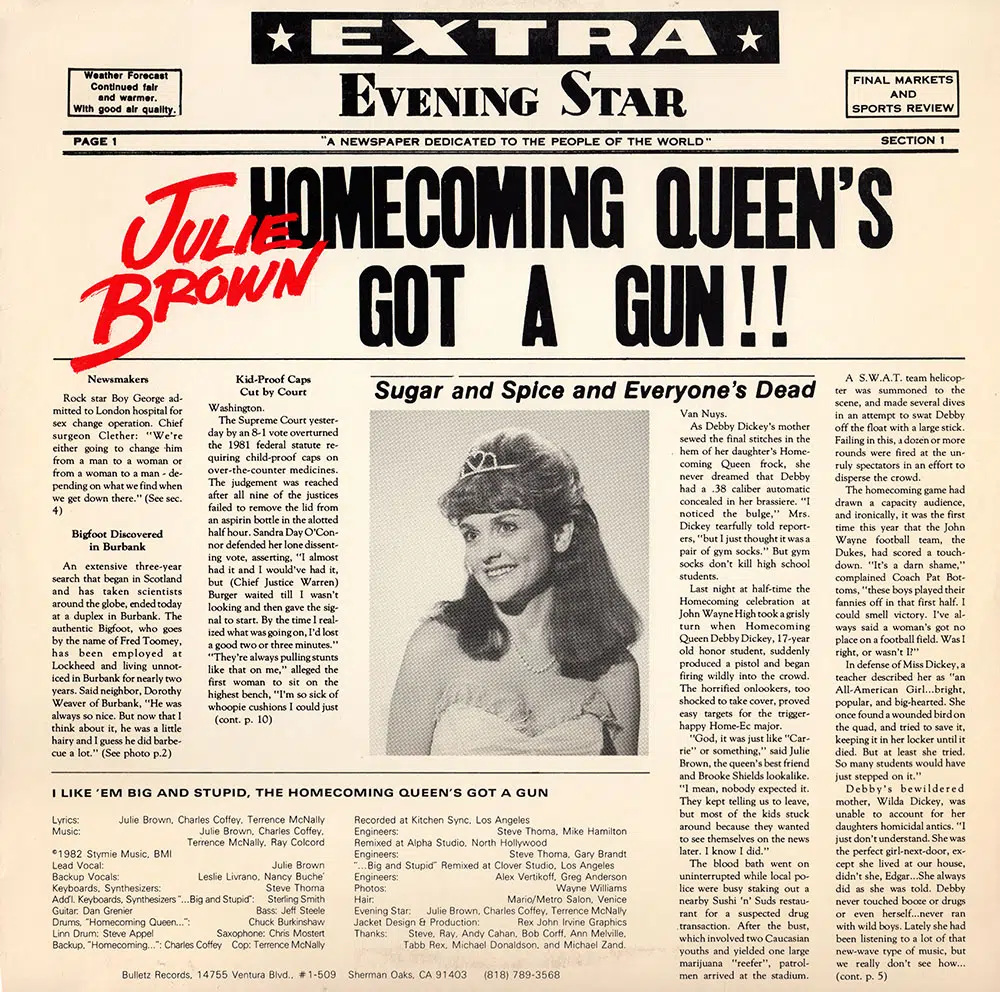 EXTRA
EVENING STAR
Weather Forecast
Continued fair
and warmer.
With good air quality.
FINAL MARKETS
AND
SPORTS REVIEW
PAGE 1
"A NEWSPAPER DEDICATED TO THE PEOPLE OF THE WORLD"
SECTION 1
JULIE
BROWN
HOMECOMING QUEEN'S
GOT A GUN!!
Newsmakers
Rock star Boy George ad-
mitted to London hospital for
sex change operation. Chief
surgeon Clether: "We're
either going to change him
from a man to a woman or
from a woman to a man - de-
pending on what we find when
we get down there." (See sec.
4)
Bigfoot Discovered
in Burbank
An extensive three-year
search that began in Scotland
and has taken scientists
around the globe, ended today
at a duplex in Burbank. The
authentic Bigfoot, who goes
by the name of Fred Toomey,
has been employed at
Lockheed and living unnot-
iced in Burbank for nearly two
years. Said neighbor, Dorothy
Weaver of Burbank, "He was
always so nice. But now that I
think about it, he was a little
hairy and I guess he did barbe-
cue a lot." (See photo p.2)
Kid-Proof Caps
Cut by Court
Washington.
The Supreme Court yester-
day by an 8-1 vote overturned
the 1981 federal statute re-
quiring child-proof caps on
over-the-counter medicines.
The judgement was reached
after all nine of the justices
failed to remove the lid from
an aspirin bottle in the alotted
half hour. Sandra Day O'Con-
nor defended her lone dissent-
ing vote, asserting, "I almost
had it and I would've had it,
but (Chief Justice Warren)
Burger waited till I wasn't
looking and then gave the sig-
nal to start. By the time I real-
ized what was going on, I'd lost
a good two or three minutes."
"They're always pulling stunts
like that on me," alleged the
first woman to sit on the
highest bench, "I'm so sick of
whoopie cushions I could just
(cont. p. 10)
Sugar and Spice and Everyone's Dead
Van Nuys.
As Debby Dickey's mother
sewed the final stitches in the
hem of her daughter's Home-
coming Queen frock, she
never dreamed that Debby
had a .38 caliber automatic
concealed in her brassiere. "I
noticed the bulge," Mrs.
Dickey tearfully told report-
ers, "but I just thought it was a
pair of gym socks." But gym
socks don't kill high school
students.
Last night at half-time the
Homecoming celebration at
John Wayne High took a grisly
turn when Homecoming
Queen Debby Dickey, 17-year
old honor student, suddenly
produced a pistol and began
firing wildly into the crowd.
The horrified onlookers, too
shocked to take cover, proved
easy targets for the trigger-
happy Home-Ec major.
"God, it was just like "Car-
rie" or something," said Julie
Brown, the queen's best friend
and Brooke Shields lookalike.
"I mean, nobody expected it.
They kept telling us to leave,
but most of the kids stuck
around because they wanted
to see themselves on the news
later. I know I did."
The blood bath went on
uninterrupted while local po-
lice were busy staking out a
nearby Sushi 'n' Suds restau-
rant for a suspected drug
transaction. After the bust,
which involved two Caucasian
youths and yielded one large
marijuana "reefer", patrol-
men arrived at the stadium.
A S.W.A.T. team helicop-
ter was summoned to the
scene, and made several dives
in an attempt to swat Debby
off the float with a large stick.
Failing in this, a dozen or more
rounds were fired at the un-
ruly spectators in an effort to
disperse the crowd.
The homecoming game had
drawn a capacity audience,
and ironically, it was the first
time this year that the John
Wayne football team, the
Dukes, had scored a touch-
down. "It's a darn shame,"
complained Coach Pat Bot-
toms, "these boys played their
fannies off in that first half. I
could smell victory. I've al-
ways said a woman's got no
place on a football field. Was I
right, or wasn't I?"
In defense of Miss Dickey, a
teacher described her as "an
All-American Girl...bright,
popular, and big-hearted. She
once found a wounded bird on
the quad, and tried to save it,
keeping it in her locker until it
died. But at least she tried.
So many students would have
just stepped on it."
Debby's bewildered
mother, Wilda Dickey, was
unable to account for her
daughters homicidal antics. "I
just don't understand. She was
the perfect girl-next-door, ex-
cept she lived at our house,
didn't she, Edgar...She always
did as she was told. Debby
never touched booze or drugs
or even herself...never ran
with wild boys. Lately she had
been listening to a lot of that
new-wave type of music, but
we really don't see how...
(cont. p. 5)
I LIKE 'EM BIG AND STUPID, THE HOMECOMING QUEEN'S GOT A GUN
Lyrics: Julie Brown, Charles Coffey, Terrence McNally
Music: Julie Brown, Charles Coffey,
Terrence McNally, Ray Colcord
©1982 Stymie Music, BMI
Lead Vocal: Julie Brown
Backup Vocals: Leslie Livrano, Nancy Buche'
Keyboards, Synthesizers: Steve Thoma
Add'l. Keyboards, Synthesizers "...Big and Stupid": Sterling Smith
Guitar: Dan Grenier Bass: Jeff Steele
Drums, "Homecoming Queen...": Chuck Burkinshaw
Linn Drum: Steve Appel Saxophone: Chris Mostert
Backup, "Homecoming...": Charles Coffey Cop: Terrence McNally
Recorded at Kitchen Sync, Los Angeles
Engineers: Steve Thoma, Mike Hamilton
Remixed at Alpha Studio, North Hollywood
Engineers: Steve Thoma, Gary Brandt
"...Big and Stupid" Remixed at Clover Studio, Los Angeles
Engineers: Alex Vertikoff, Greg Anderson
Photos: Wayne Williams
Hair: Mario/Metro Salon, Venice
Evening Star: Julie Brown, Charles Coffey, Terrence McNally
Jacket Design & Production: Rex John Irvine Graphics
Thanks: Steve, Ray, Andy Cahan, Bob Corff, Ann Melville,
Tabb Rex, Michael Donaldson, and Michael Zand.
Bulletz Records, 14755 Ventura Blvd., #1-509 Sherman Oaks, CA 91403 (818) 789-3568